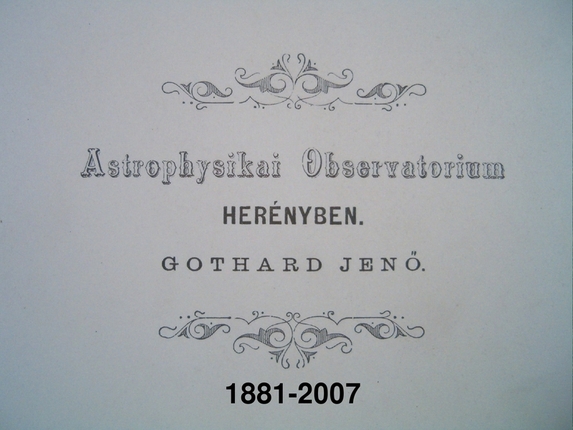 Astrophysikai Observatorium
HERÉNYBEN.
GOTHARD JENŐ.
1881-2007